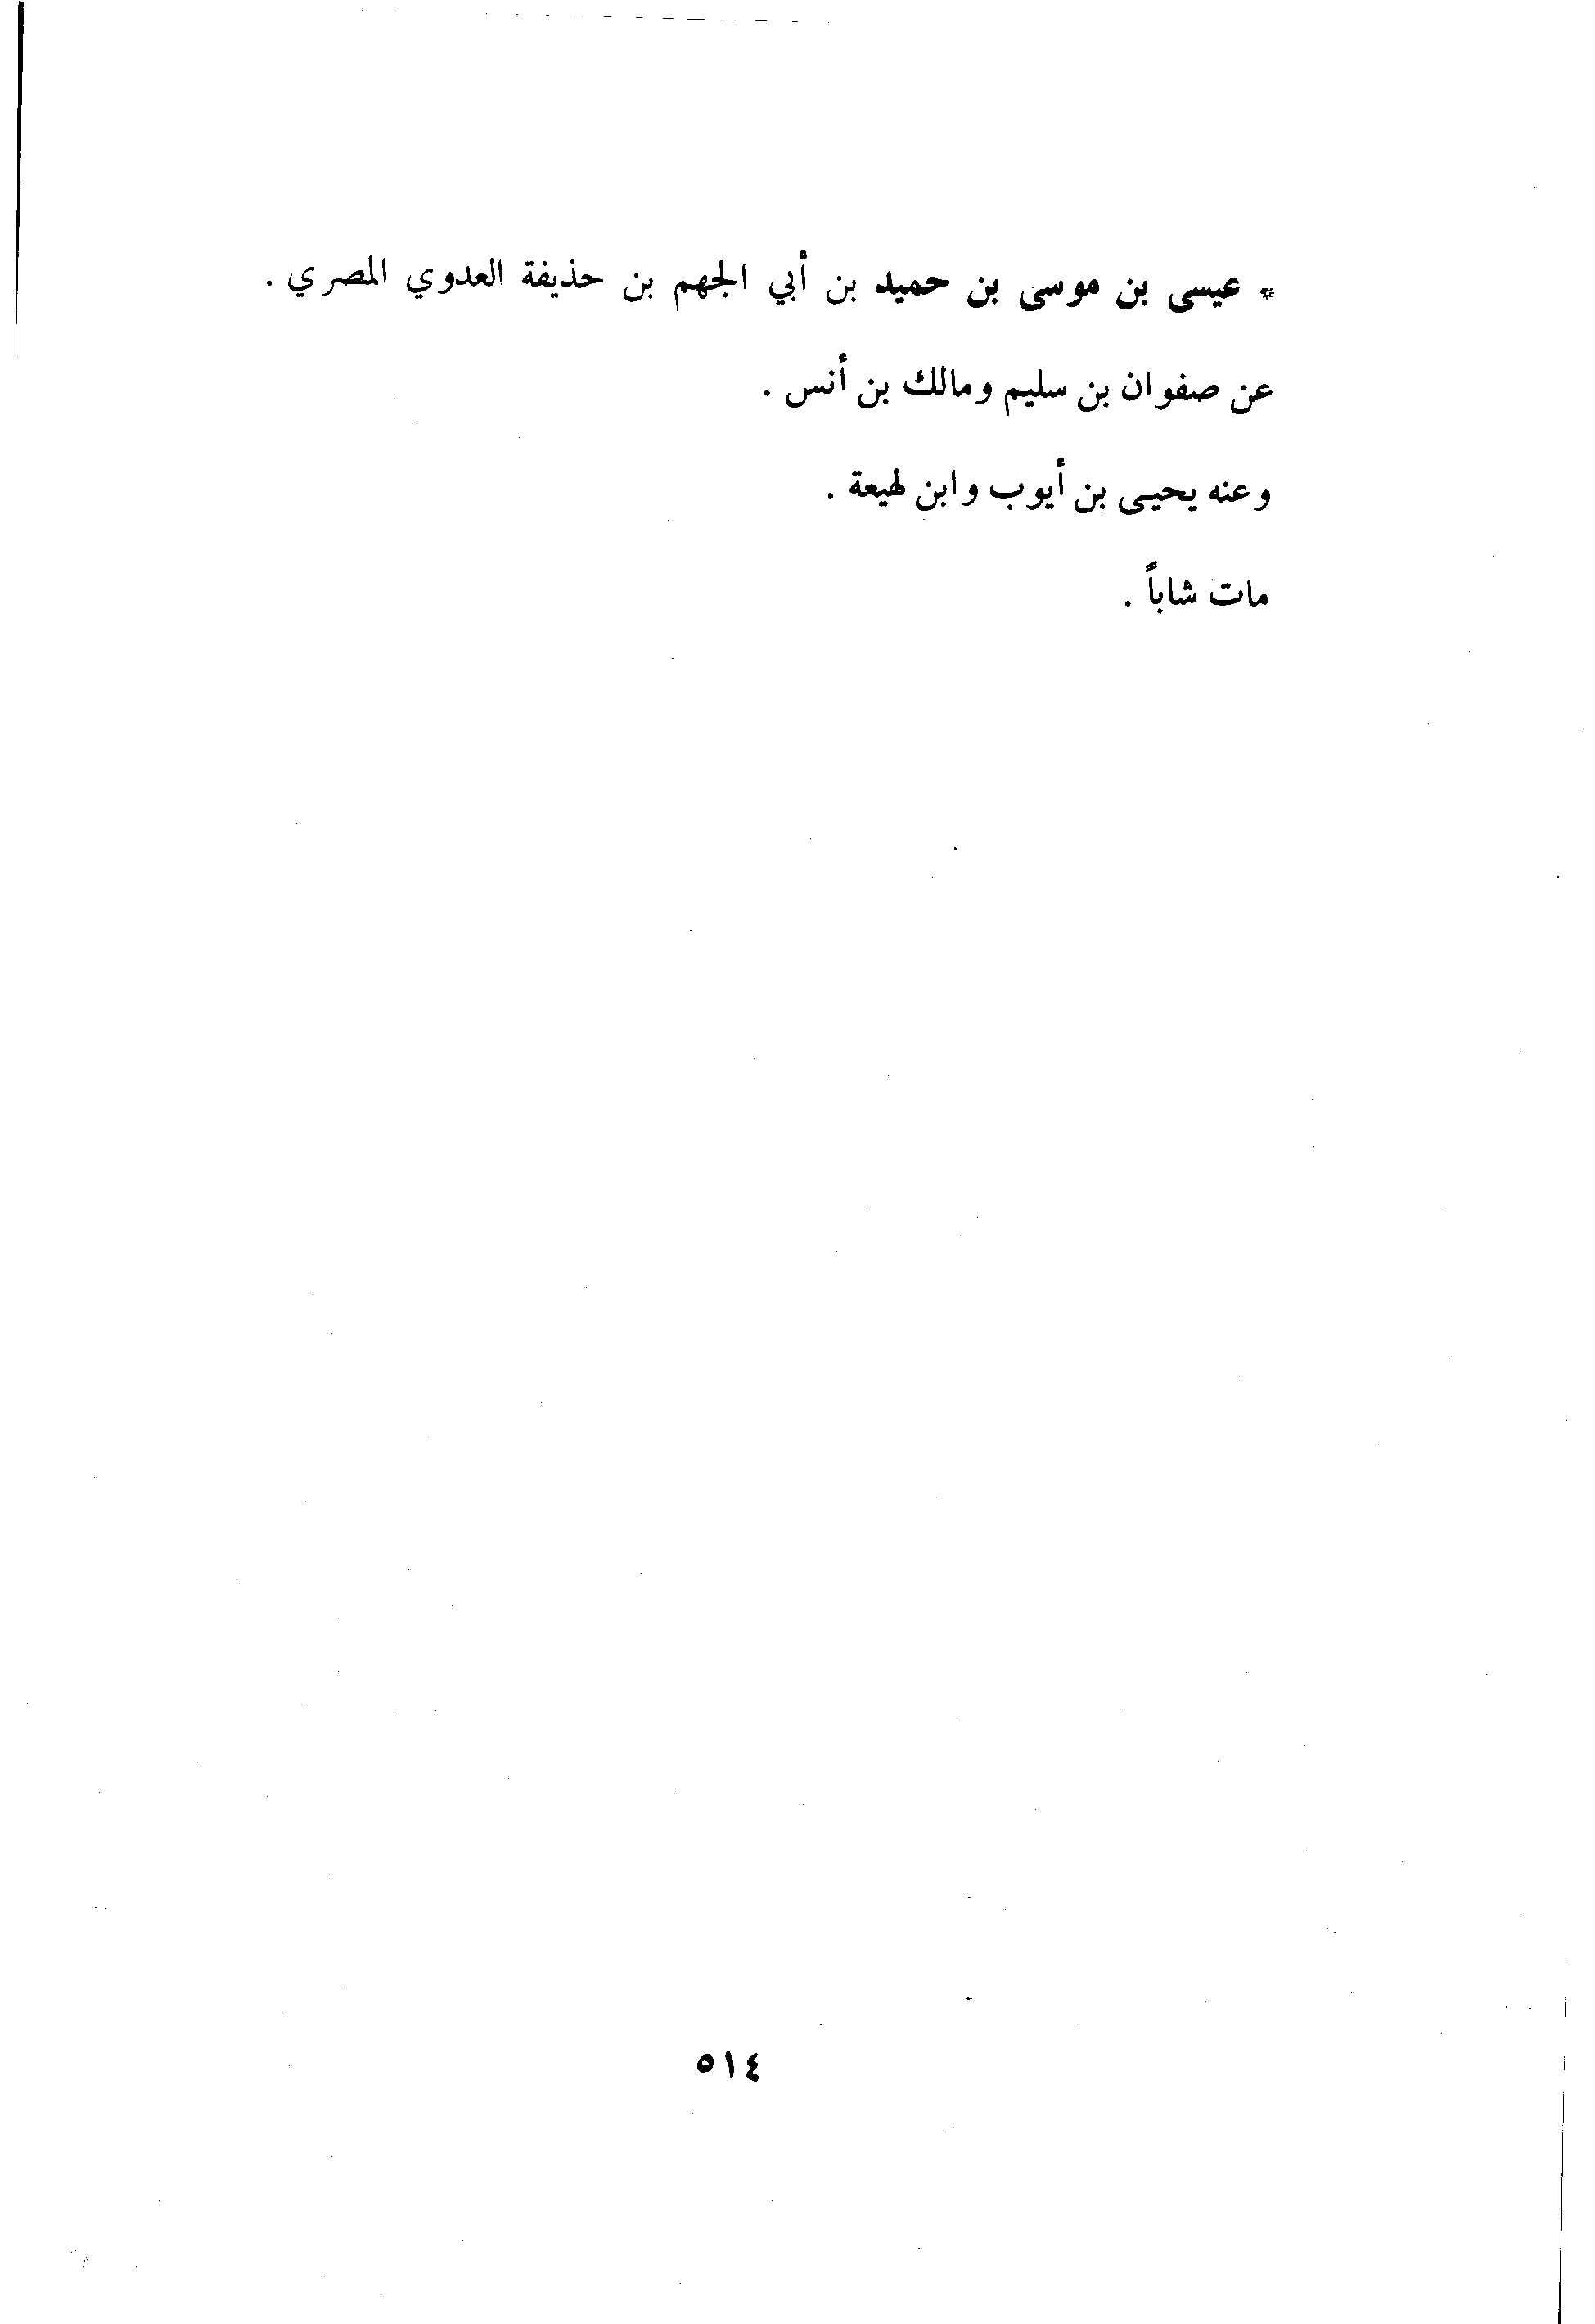 * عيسى بن موسى بن حميد بن أبي الجهم بن حذيفة العدوي المصري .
عن صفوان بن سليم ومالك بن أنس .
وعنه يحيى بن أيوب وابن لهيعة .
مات شاباً .
٥١٤